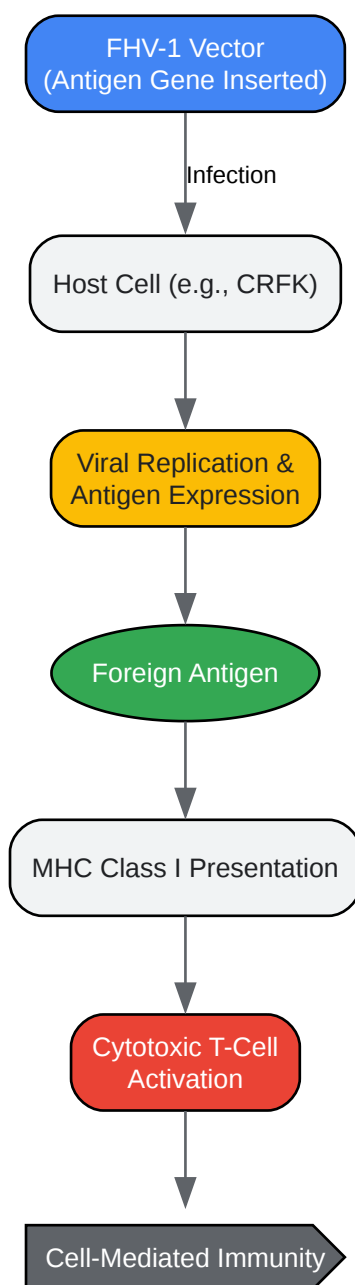 FHV-1 Vector
(Antigen Gene Inserted)
Infection
Host Cell (e.g., CRFK)
Viral Replication &
Antigen Expression
Foreign Antigen
MHC Class I Presentation
Cytotoxic T-Cell
Activation
Cell-Mediated Immunity